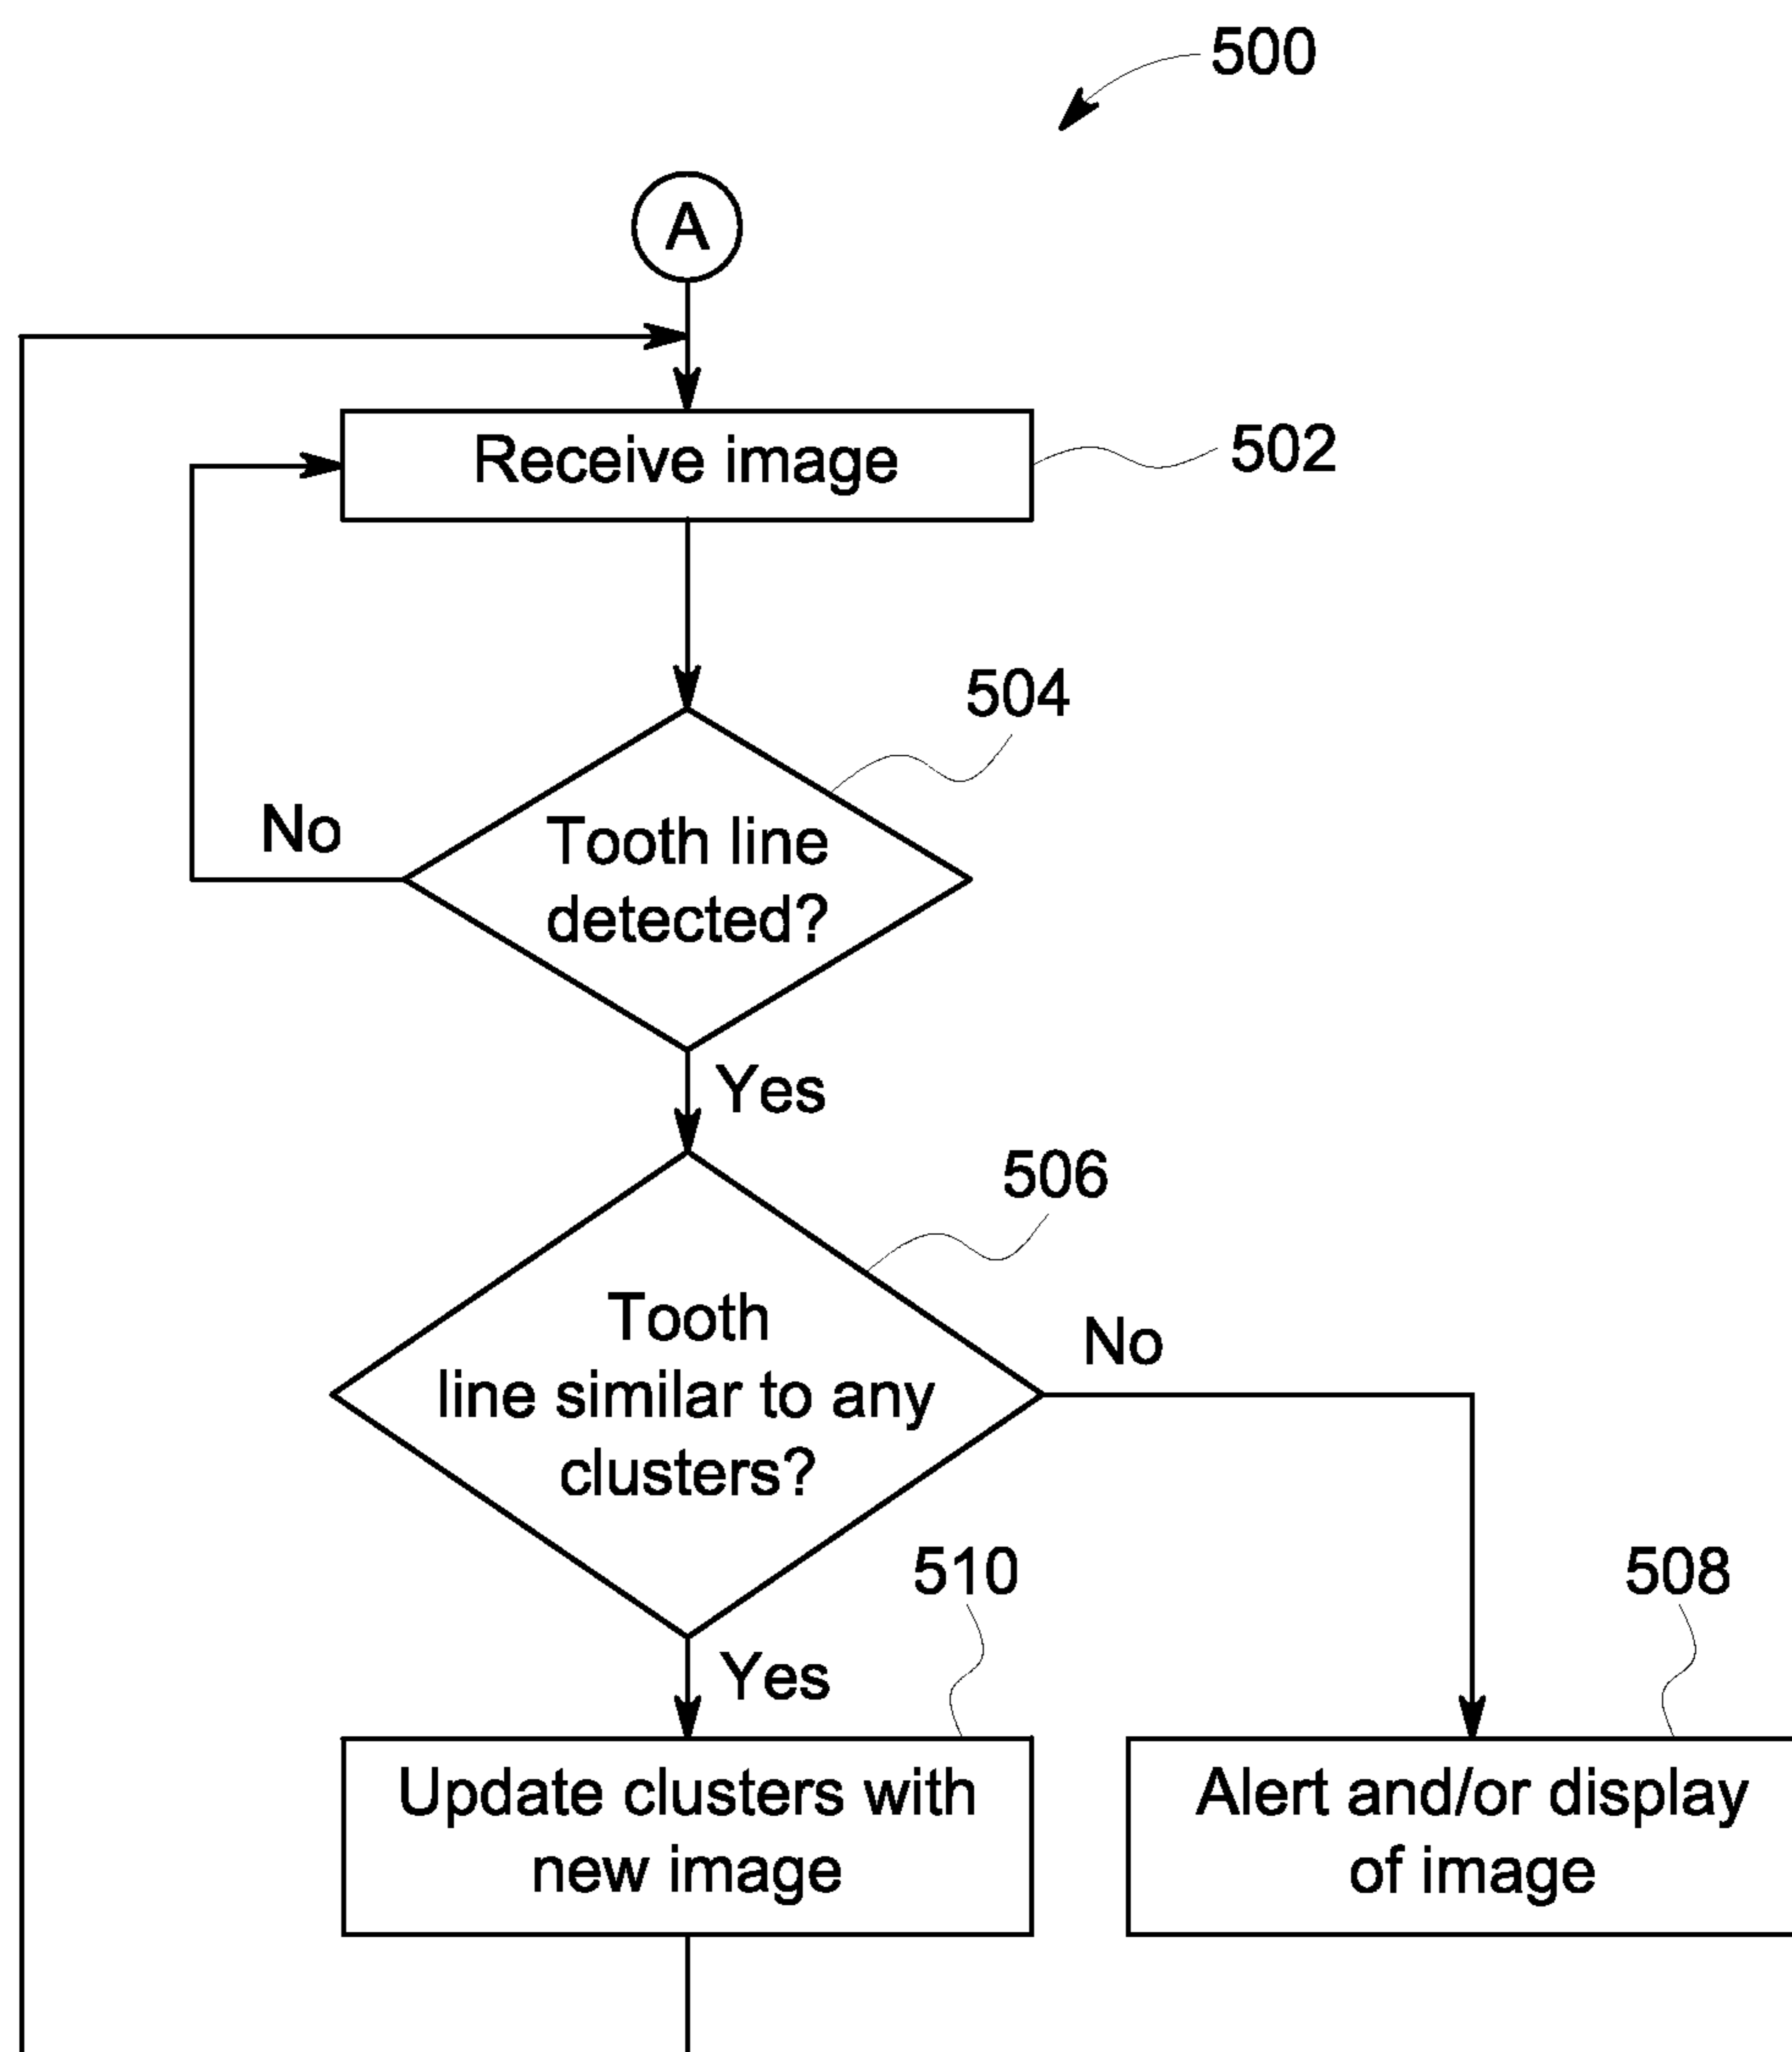 500
A
Receive image
502
504
Tooth line
detected?
No
Yes
506
Tooth
line similar to any
clusters?
No
Yes
510
508
Update clusters with
new image
Alert and/or display
of image